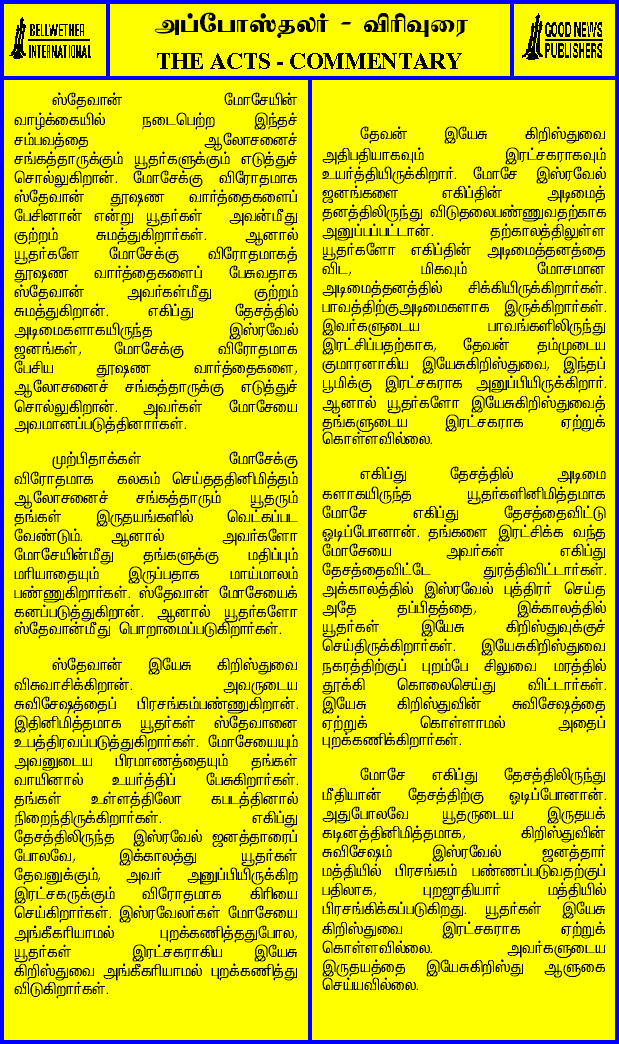 BELLWETHER
INTERNATIONAL
அப்போஸ்தலர் - விரிவுரை
THE ACTS - COMMENTARY
GOOD NEWS
PUBLISHERS
ஸ்தேவான் மோசேயின்
வாழ்க்கையில் நடைபெற்ற இந்தச்
சம்பவத்தை ஆலோசனைச்
சங்கத்தாருக்கும் யூதர்களுக்கும் எடுத்துச்
சொல்லுகிறான். மோசேக்கு விரோதமாக
ஸ்தேவான் தூஷண வார்த்தைகளைப்
பேசினான் என்று யூதர்கள் அவன்மீது
குற்றம் சுமத்துகிறார்கள். ஆனால்
யூதர்களே மோசேக்கு விரோதமாகத்
தூஷண வார்த்தைகளைப் பேசுவதாக
ஸ்தேவான் அவர்கள்மீது குற்றம்
சுமத்துகிறான். எகிப்து தேசத்தில்
அடிமைகளாகயிருந்த இஸ்ரவேல்
ஜனங்கள், மோசேக்கு விரோதமாக
பேசிய தூஷண வார்த்தைகளை,
ஆலோசனைச் சங்கத்தாருக்கு எடுத்துச்
சொல்லுகிறான். அவர்கள் மோசேயை
அவமானப்படுத்தினார்கள்.
முற்பிதாக்கள் மோசேக்கு
விரோதமாக கலகம் செய்தததினிமித்தம்
ஆலோசனைச் சங்கத்தாரும் யூதரும்
தங்கள் இருதயங்களில் வெட்கப்பட
வேண்டும். ஆனால் அவர்களோ
மோசேயின்மீது தங்களுக்கு மதிப்பும்
மரியாதையும் இருப்பதாக மாய்மாலம்
பண்ணுகிறார்கள். ஸ்தேவான் மோசேயைக்
கனப்படுத்துகிறான். ஆனால் யூதர்களோ
ஸ்தேவான்மீது பொறாமைப்படுகிறார்கள்.
ஸ்தேவான் இயேசு கிறிஸ்துவை
விசுவாசிக்கிறான். அவருடைய
சுவிசேஷத்தைப் பிரசங்கம்பண்ணுகிறான்.
இதினிமித்தமாக யூதர்கள் ஸ்தேவானை
உபத்திரவப்படுத்துகிறார்கள். மோசேயையும்
அவனுடைய பிரமாணத்தையும் தங்கள்
வாயினால் உயர்த்திப் பேசுகிறார்கள்.
தங்கள் உள்ளத்திலோ கபடத்தினால்
நிறைந்திருக்கிறார்கள். எகிப்து
தேசத்திலிருந்த இஸ்ரவேல் ஜனத்தாரைப்
போலவே, இக்காலத்து யூதர்கள்
தேவனுக்கும், அவர் அனுப்பியிருக்கிற
இரட்சகருக்கும் விரோதமாக கிரியை
செய்கிறார்கள். இஸ்ரவேலர்கள் மோசேயை
அங்கீகரியாமல் புறக்கணித்ததுபோல,
யூதர்கள் இரட்சகராகிய இயேசு
கிறிஸ்துவை அங்கீகரியாமல் புறக்கணித்து
விடுகிறார்கள்.
தேவன் இயேசு கிறிஸ்துவை
அதிபதியாகவும் இரட்சகராகவும்
உயர்த்தியிருக்கிறார். மோசே இஸ்ரவேல்
ஜனங்களை எகிப்தின் அடிமைத்
தனத்திலிருந்து விடுதலைபண்ணுவதற்காக
அனுப்பப்பட்டான். தற்காலத்திலுள்ள
யூதர்களோ எகிப்தின் அடிமைத்தனத்தை
விட, மிகவும் மோசமான
அடிமைத்தனத்தில் சிக்கியிருக்கிறார்கள்.
பாவத்திற்குஅடிமைகளாக இருக்கிறார்கள்.
இவர்களுடைய பாவங்களிலிருந்து
இரட்சிப்பதற்காக, தேவன் தம்முடைய
குமாரனாகிய இயேசுகிறிஸ்துவை, இந்தப்
பூமிக்கு இரட்சகராக அனுப்பியிருக்கிறார்.
ஆனால் யூதர்களோ இயேசுகிறிஸ்துவைத்
தங்களுடைய இரட்சகராக ஏற்றுக்
கொள்ளவில்லை.
எகிப்து தேசத்தில் அடிமை
களாகயிருந்த யூதர்களினிமித்தமாக
மோசே எகிப்து தேசத்தைவிட்டு
ஓடிப்போனான். தங்களை இரட்சிக்க வந்த
மோசேயை அவர்கள் எகிப்து
தேசத்தைவிட்டே துரத்திவிட்டார்கள்.
அக்காலத்தில் இஸ்ரவேல் புத்திரர் செய்த
அதே தப்பிதத்தை, இக்காலத்தில்
யூதர்கள் இயேசு கிறிஸ்துவுக்குச்
செய்திருக்கிறார்கள். இயேசுகிறிஸ்துவை
நகரத்திற்குப் புறம்பே சிலுவை மரத்தில்
தூக்கி கொலைசெய்து விட்டார்கள்.
இயேசு கிறிஸ்துவின் சுவிசேஷத்தை
ஏற்றுக் கொள்ளாமல் அதைப்
புறக்கணிக்கிறார்கள்.
மோசே எகிப்து தேசத்திலிருந்து
மீதியான் தேசத்திற்கு ஓடிப்போனான்.
அதுபோலவே யூதருடைய இருதயக்
கடினத்தினிமித்தமாக, கிறிஸ்துவின்
சுவிசேஷம் இஸ்ரவேல் ஜனத்தார்
மத்தியில் பிரசங்கம் பண்ணப்படுவதற்குப்
பதிலாக, புறஜாதியார் மத்தியில்
பிரசங்கிக்கப்படுகிறது. யூதர்கள் இயேசு
கிறிஸ்துவை இரட்சகராக ஏற்றுக்
கொள்ளவில்லை. அவர்களுடைய
இருதயத்தை இயேசுகிறிஸ்து ஆளுகை
செய்யவில்லை.